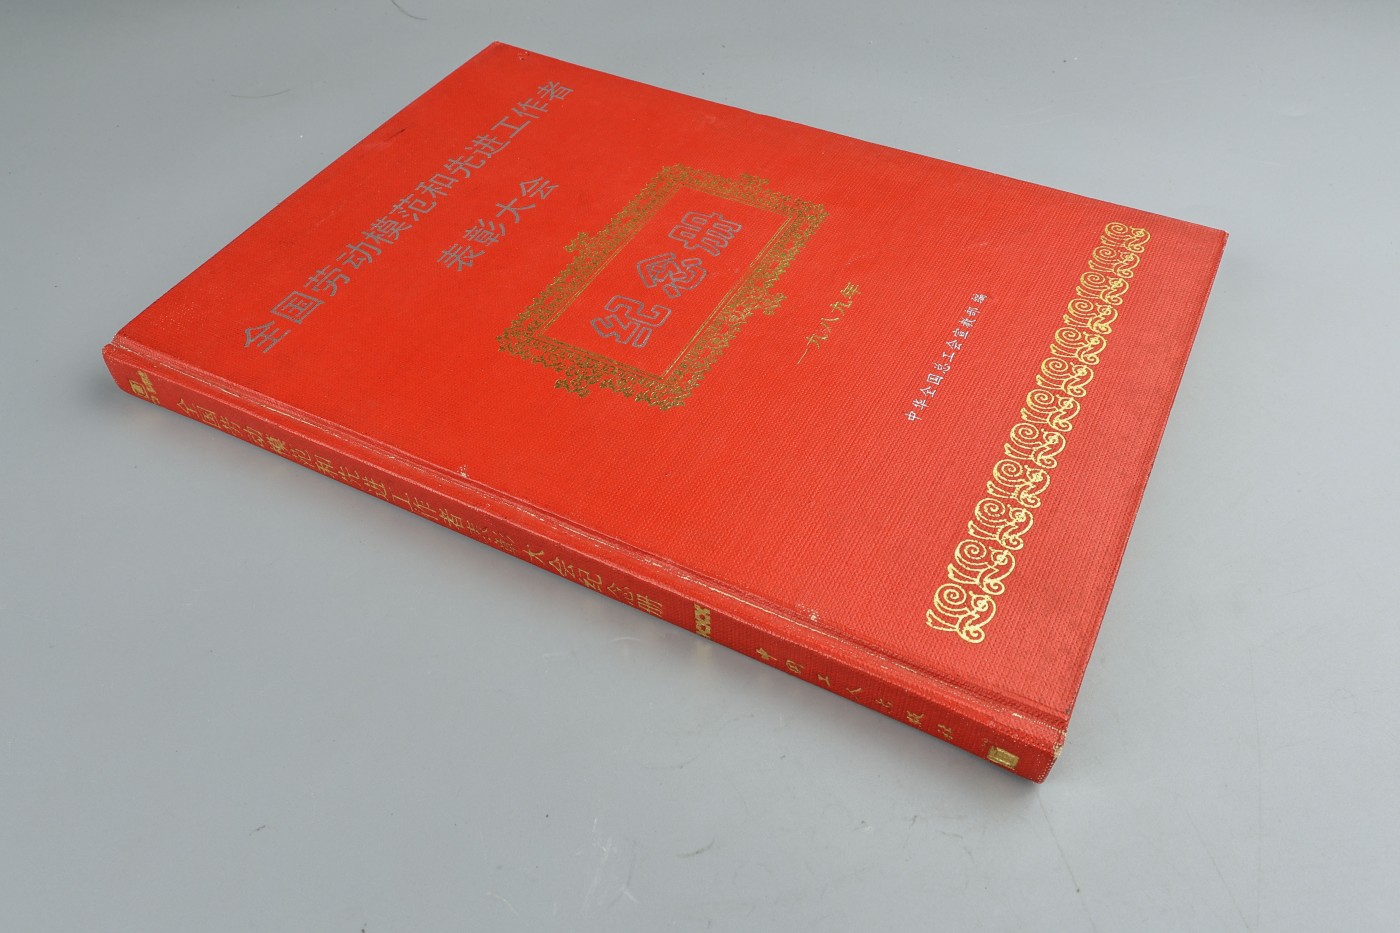 全国劳动模范和先进工作者
表彰大会
纪念册
一九八九年
中华全国总工会宣教部 编
全国劳动模范和先进工作者表彰大会纪念册
中国工人出版社